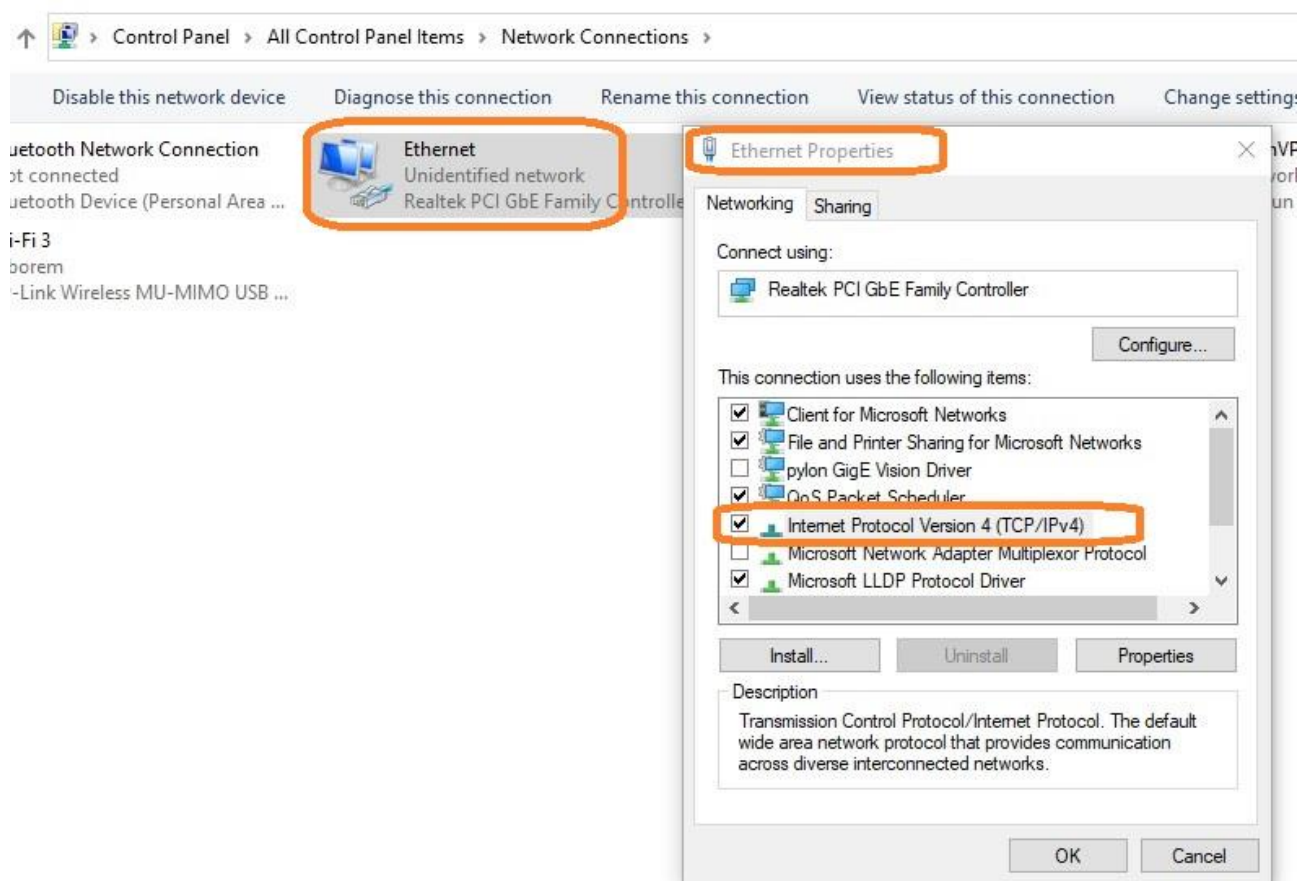 Control Panel > All Control Panel Items > Network Connections >
Disable this network device Diagnose this connection Rename this connection View status of this connection Change settings
uetooth Network Connection
ot connected
uetooth Device (Personal Area ...
Ethernet
Unidentified network
Realtek PCI GbE Family Controlle
i-Fi 3
borem
-Link Wireless MU-MIMO USB ...
Ethernet Properties
Networking Sharing
Connect using:
Realtek PCI GbE Family Controller
Configure...
This connection uses the following items:
Client for Microsoft Networks
File and Printer Sharing for Microsoft Networks
pylon GigE Vision Driver
QoS Packet Scheduler
Internet Protocol Version 4 (TCP/IPv4)
Microsoft Network Adapter Multiplexor Protocol
Microsoft LLDP Protocol Driver
Install... Uninstall Properties
Description
Transmission Control Protocol/Internet Protocol. The default
wide area network protocol that provides communication
across diverse interconnected networks.
OK Cancel